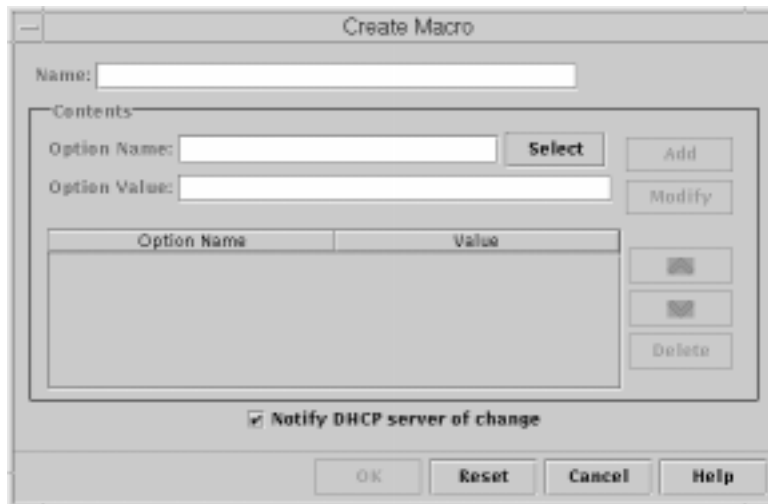 Create Macro
Name:
Contents
Option Name:
Select
Add
Option Value:
Modify
Option Name
Value
Delete
Notify DHCP server of change
OK
Reset
Cancel
Help